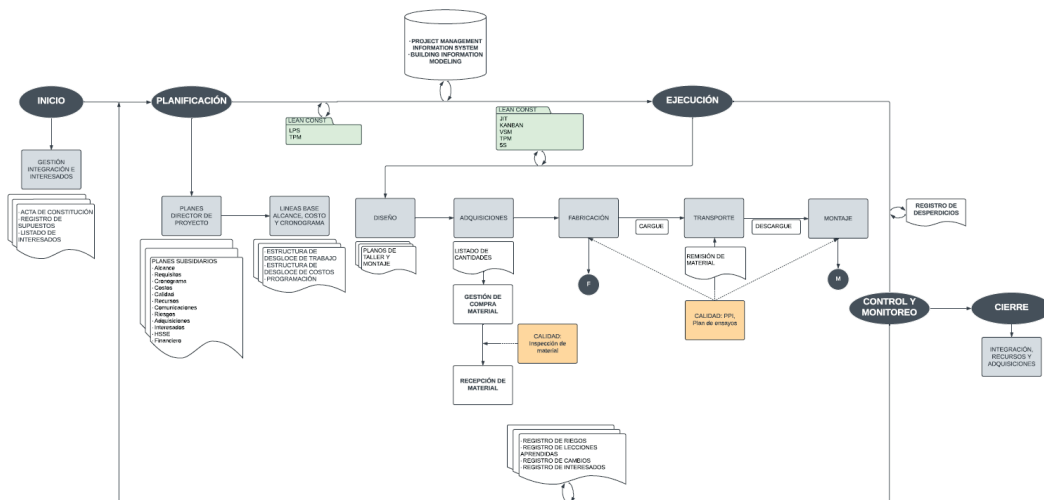 - PROJECT MANAGEMENT
INFORMATION SYSTEM
- BUILDING INFORMATION
MODELING
INICIO
PLANIFICACIÓN
EJECUCIÓN
LEAN CONST
LPS
TPM
LEAN CONST
JIT
KANBAN
VSM
TPM
5S
GESTIÓN
INTEGRACIÓN E
INTERESADOS
- ACTA DE CONSTITUCIÓN
- REGISTRO DE
SUPUESTOS
- LISTADO DE
INTERESADOS
PLANES
DIRECTOR DE
PROYECTO
LINEAS BASE
ALCANCE, COSTO
Y CRONOGRAMA
DISEÑO
ADQUISICIONES
FABRICACIÓN
CARGUE
TRANSPORTE
DESCARGUE
MONTAJE
REGISTRO DE
DESPERDICIOS
PLANES SUBSIDIARIOS
- Alcance
- Requisitos
- Cronograma
- Costos
- Calidad
- Recursos
- Comunicaciones
- Riesgos
- Adquisiciones
- Interesados
- HSSE
- Financiero
- ESTRUCTURA DE
DESGLOCE DE TRABAJO
- ESTRUCTURA DE
DESGLOCE DE COSTOS
- PROGRAMACIÓN
PLANOS DE
TALLER Y
MONTAJE
LISTADO DE
CANTIDADES
REMISIÓN DE
MATERIAL
F
M
GESTIÓN DE
COMPRA
MATERIAL
CALIDAD:
Inspección de
material
RECEPCIÓN DE
MATERIAL
CALIDAD: PPI,
Plan de ensayos
CONTROL Y
MONITOREO
CIERRE
INTEGRACIÓN,
RECURSOS Y
ADQUISICIONES
- REGISTRO DE RIEGOS
- REGISTRO DE LECCIONES
APRENDIDAS
- REGISTRO DE CAMBIOS
- REGISTRO DE INTERESADOS